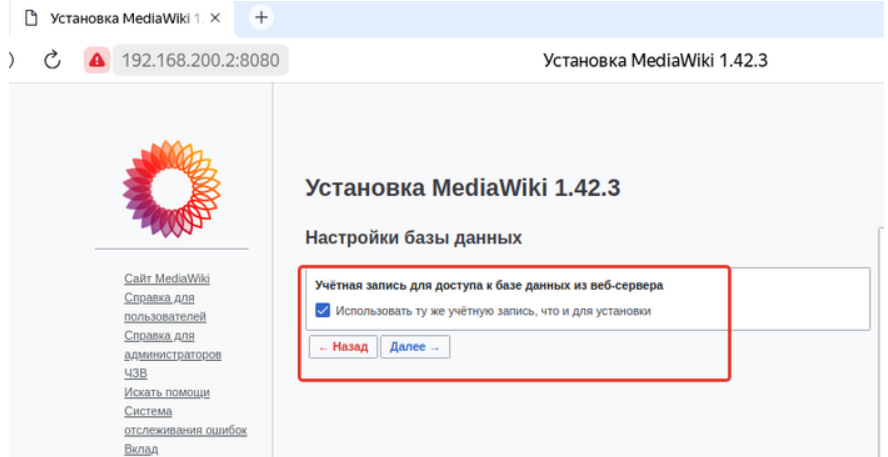 Установка MediaWiki 1.
192.168.200.2:8080
Установка MediaWiki 1.42.3
Установка MediaWiki 1.42.3
Настройки базы данных
Учётная запись для доступа к базе данных из веб-сервера
Использовать ту же учётную запись, что и для установки
← Назад
Далее →
Сайт MediaWiki
Справка для
пользователей
Справка для
администраторов
ЧЗВ
Искать помощи
Система
отслеживания ошибок
Вклад